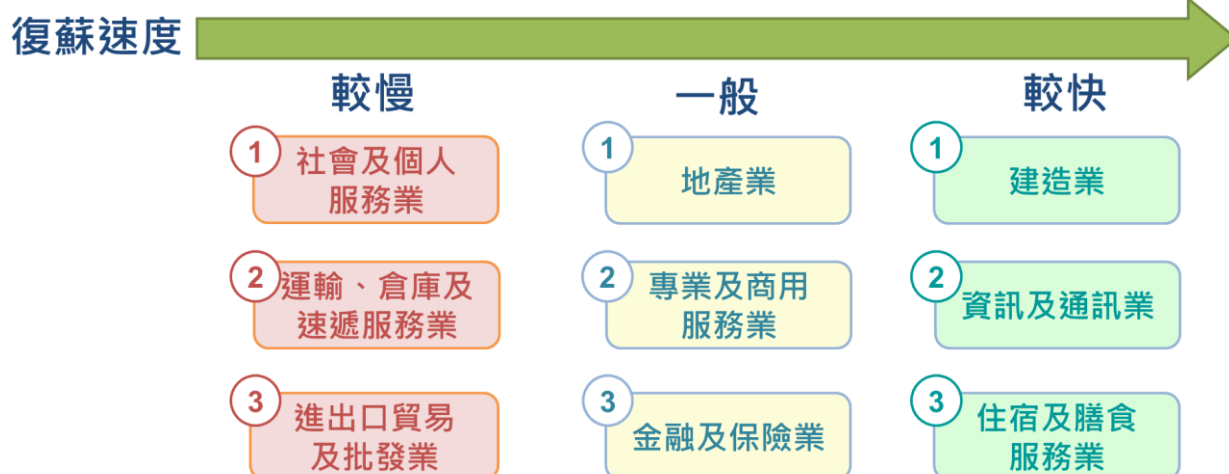 復蘇速度
較慢
一般
較快
1
社會及個人
服務業
1
地產業
1
建造業
2
運輸、倉庫及
速遞服務業
2
專業及商用
服務業
2
資訊及通訊業
3
進出口貿易
及批發業
3
金融及保險業
3
住宿及膳食
服務業